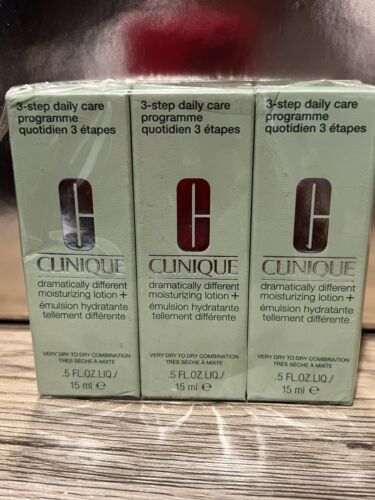 3-step daily care
programme
quotidien 3 étapes
C
CLINIQUE
dramatically different
moisturizing lotion +
émulsion hydratante
tellement différente
VERY DRY TO DRY COMBINATION
TRÈS SÈCHE À MIXTE
.5 FL.OZ.LIQ./
15 ml ℮
3-step daily care
programme
quotidien 3 étapes
C
CLINIQUE
dramatically different
moisturizing lotion +
émulsion hydratante
tellement différente
VERY DRY TO DRY COMBINATION
TRÈS SÈCHE À MIXTE
.5 FL.OZ.LIQ./
15 ml ℮
3-step daily care
programme
quotidien 3 étapes
C
CLINIQUE
dramatically different
moisturizing lotion +
émulsion hydratante
tellement différente
VERY DRY TO DRY COMBINATION
TRÈS SÈCHE À MIXTE
.5 FL.OZ.LIQ./
15 ml ℮